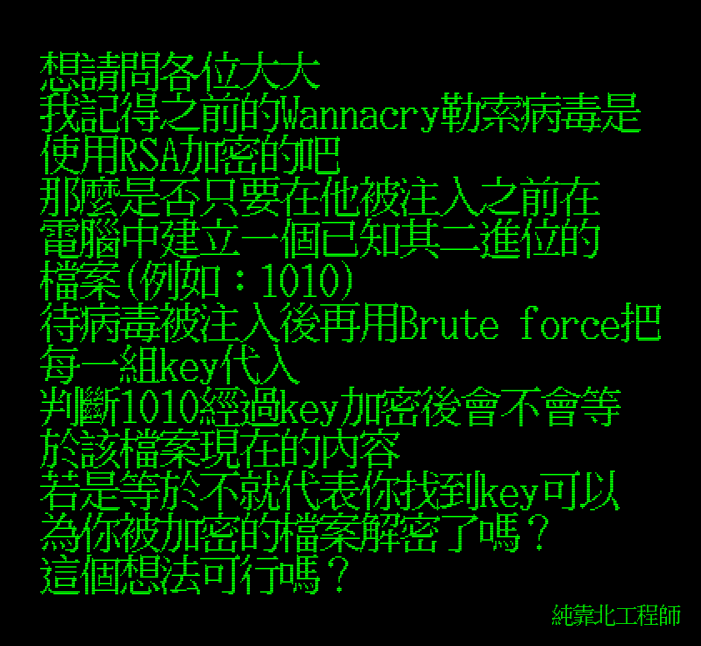 想請問各位大大
我記得之前的Wannacry勒索病毒是
使用RSA加密的吧
那麼是否只要在他被注入之前在
電腦中建立一個已知其二進位的
檔案(例如：1010)
待病毒被注入後再用Brute force把
每一組key代入
判斷1010經過key加密後會不會等
於該檔案現在的內容
若是等於不就代表你找到key可以
為你被加密的檔案解密了嗎？
這個想法可行嗎？
純靠北工程師